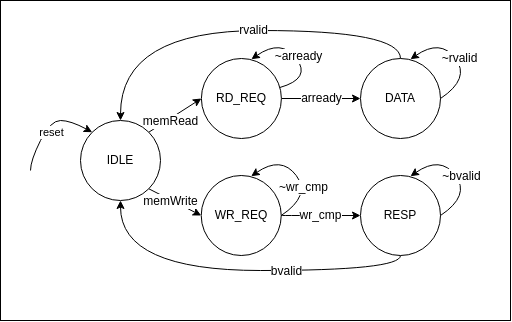 rvalid
~arready
~rvalid
RD_REQ
arready
DATA
reset
memRead
IDLE
memWrite
~wr_cmp
~bvalid
WR_REQ
wr_cmp
RESP
bvalid